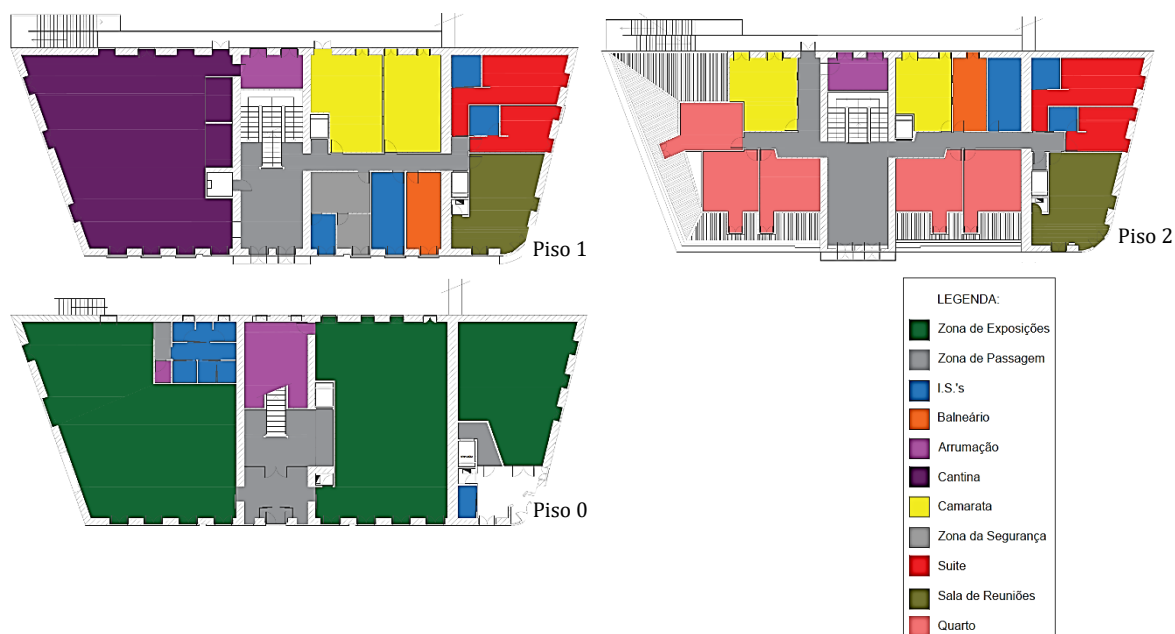 Piso 1
Piso 2
Piso 0
LEGENDA:
Zona de Exposições
Zona de Passagem
I.S.'s
Balneário
Arrumação
Cantina
Camarata
Zona da Segurança
Suite
Sala de Reuniões
Quarto